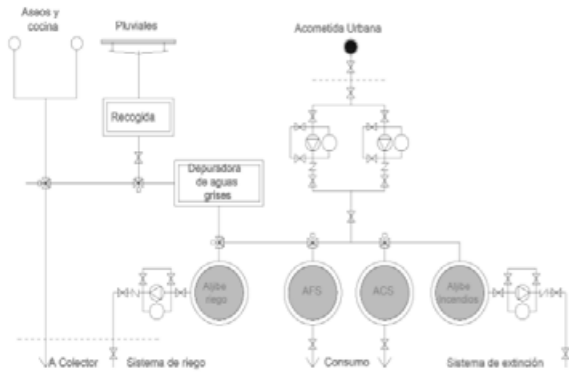 Aseos y
cocina
Pluviales
Acometida Urbana
Recogida
Depuradora
de aguas
grises
Aljibe
riego
AFS
ACS
Aljibe
Incendios
A Colector
Sistema de riego
Consumo
Sistema de extinción